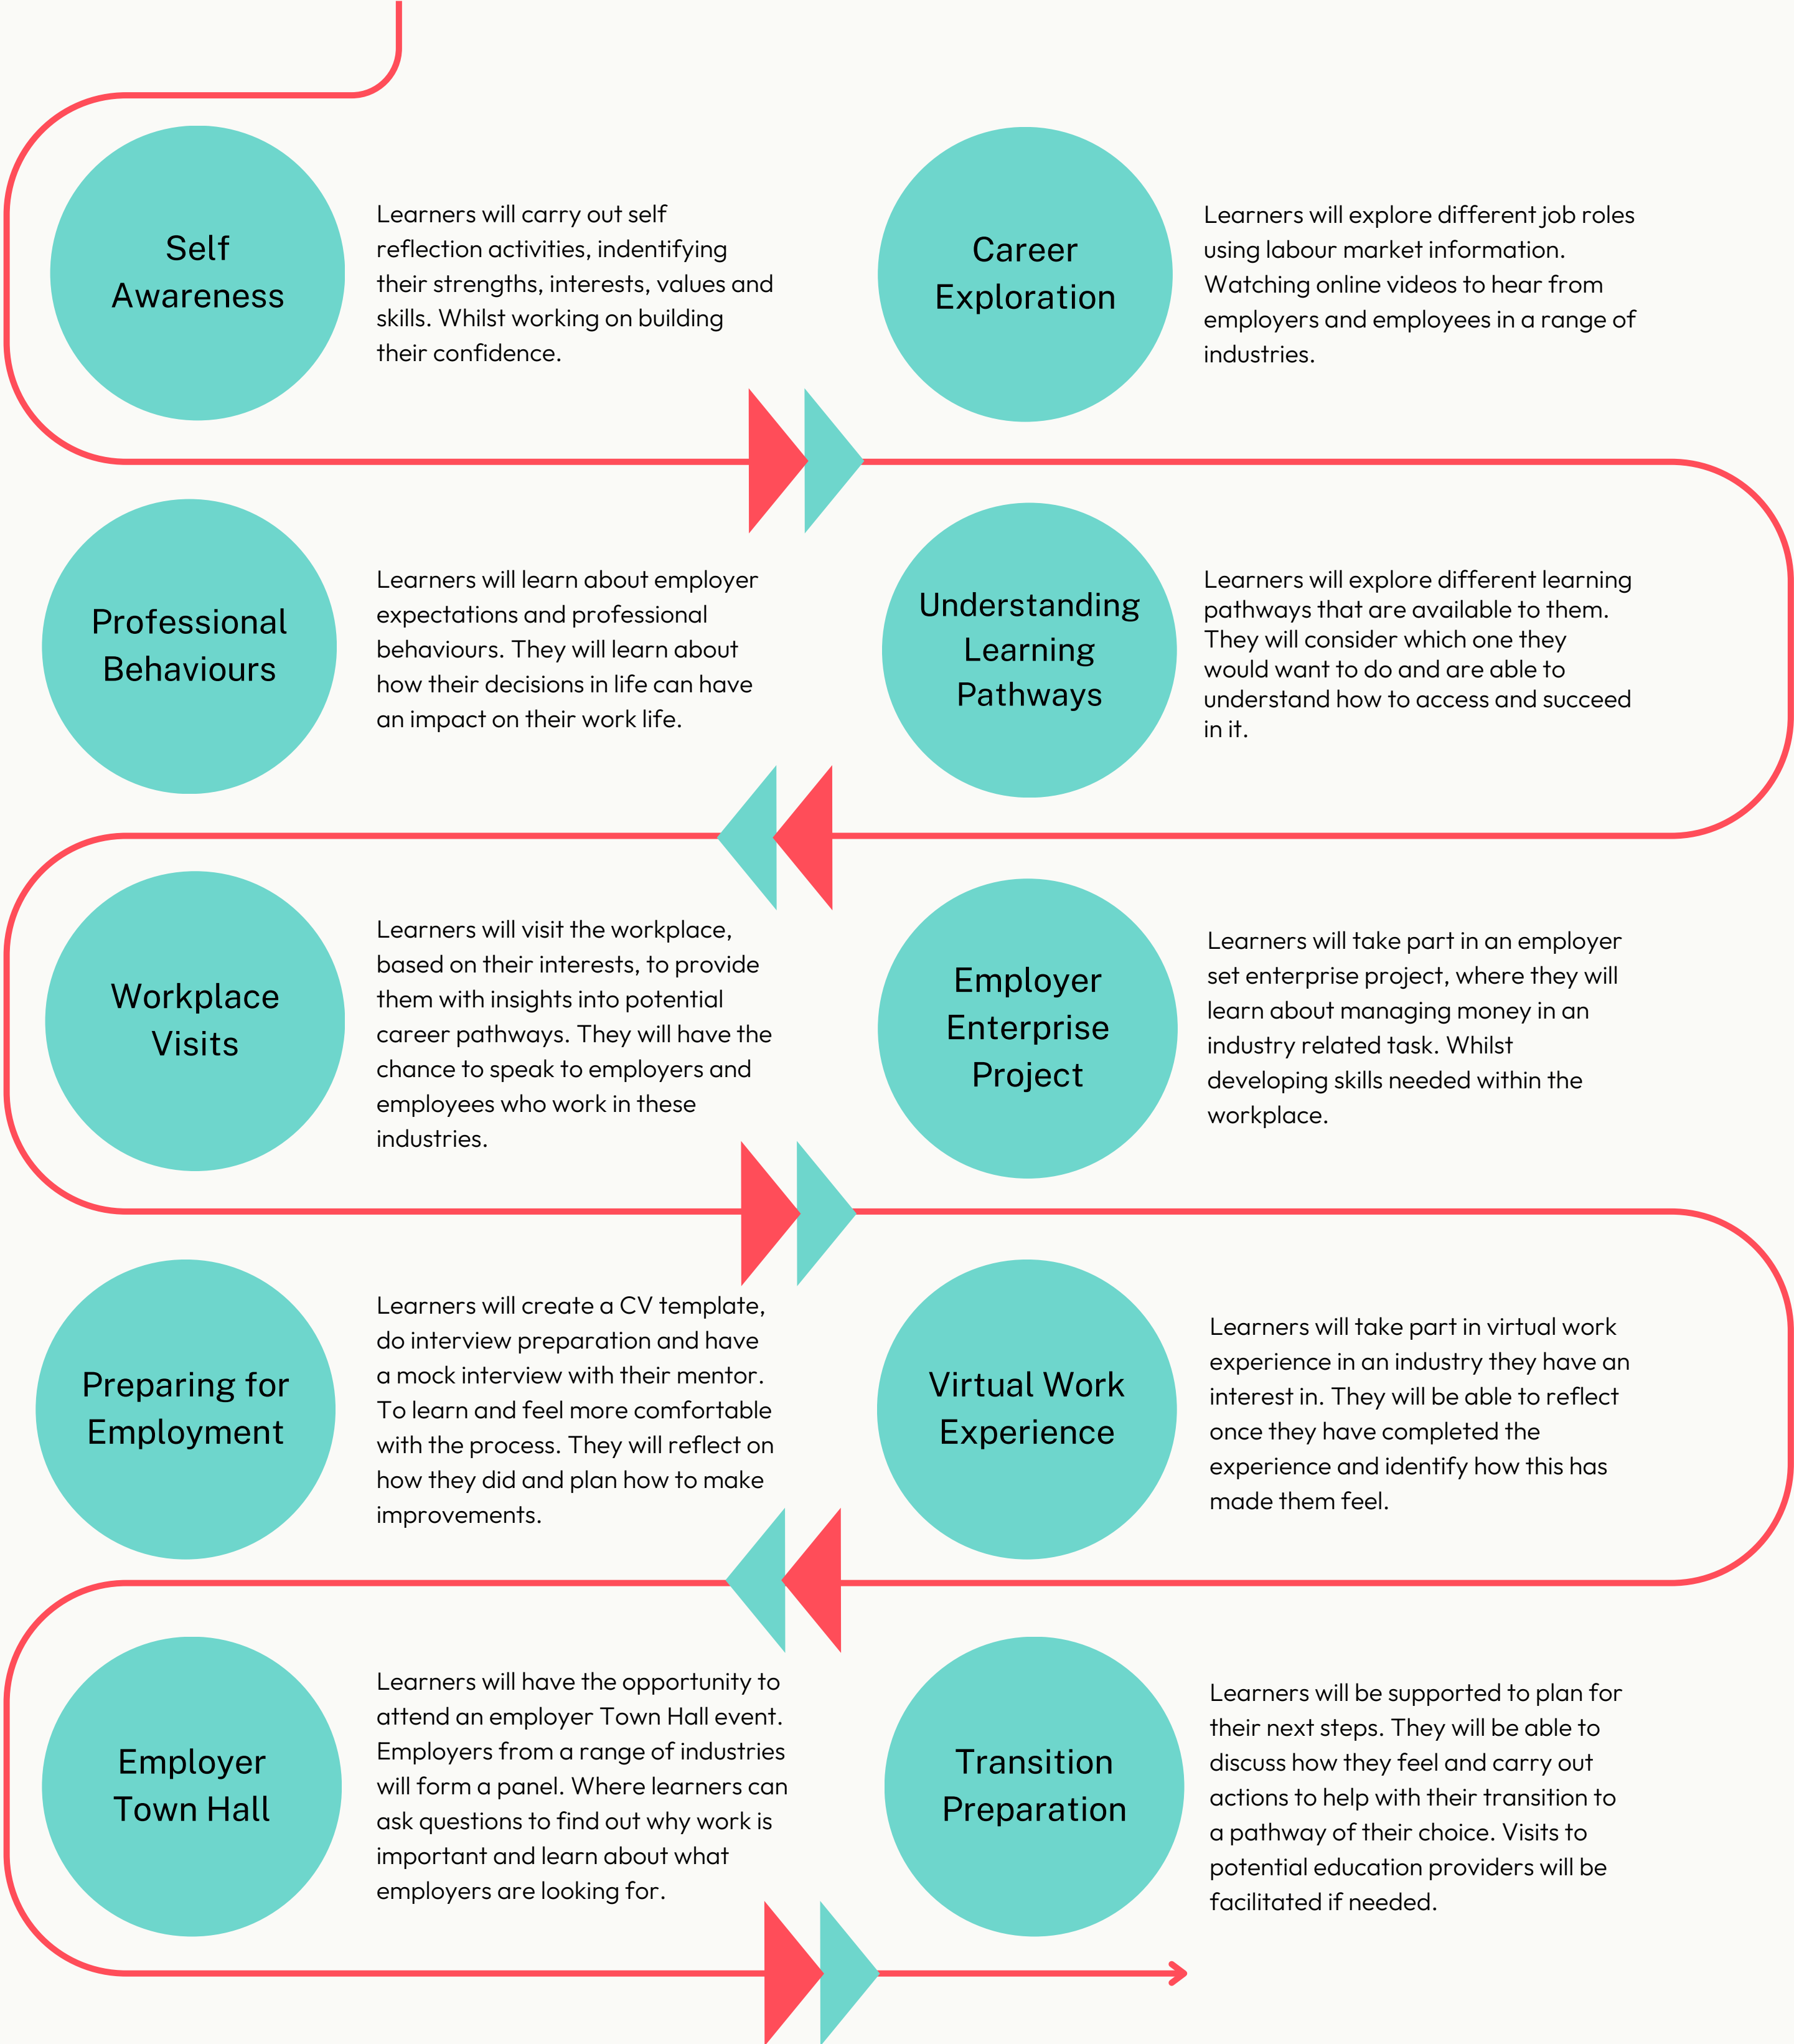 Self
Awareness
Learners will carry out self
reflection activities, indentifying
their strengths, interests, values and
skills. Whilst working on building
their confidence.
Career
Exploration
Learners will explore different job roles
using labour market information.
Watching online videos to hear from
employers and employees in a range of
industries.
Professional
Behaviours
Learners will learn about employer
expectations and professional
behaviours. They will learn about
how their decisions in life can have
an impact on their work life.
Understanding
Learning
Pathways
Learners will explore different learning
pathways that are available to them.
They will consider which one they
would want to do and are able to
understand how to access and succeed
in it.
Workplace
Visits
Learners will visit the workplace,
based on their interests, to provide
them with insights into potential
career pathways. They will have the
chance to speak to employers and
employees who work in these
industries.
Employer
Enterprise
Project
Learners will take part in an employer
set enterprise project, where they will
learn about managing money in an
industry related task. Whilst
developing skills needed within the
workplace.
Preparing for
Employment
Learners will create a CV template,
do interview preparation and have
a mock interview with their mentor.
To learn and feel more comfortable
with the process. They will reflect on
how they did and plan how to make
improvements.
Virtual Work
Experience
Learners will take part in virtual work
experience in an industry they have an
interest in. They will be able to reflect
once they have completed the
experience and identify how this has
made them feel.
Employer
Town Hall
Learners will have the opportunity to
attend an employer Town Hall event.
Employers from a range of industries
will form a panel. Where learners can
ask questions to find out why work is
important and learn about what
employers are looking for.
Transition
Preparation
Learners will be supported to plan for
their next steps. They will be able to
discuss how they feel and carry out
actions to help with their transition to
a pathway of their choice. Visits to
potential education providers will be
facilitated if needed.